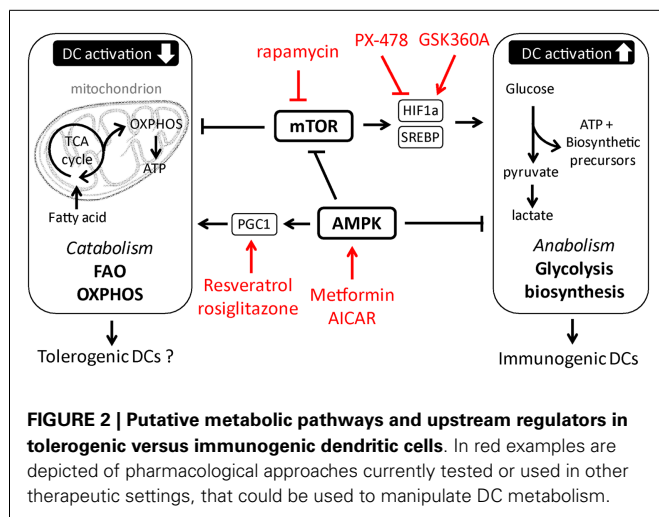 DC activation
mitochondrion
TCA
cycle
OXPHOS
ATP
Fatty acid
Catabolism
FAO
OXPHOS
Tolerogenic DCs ?
rapamycin
PX-478
GSK360A
mTOR
HIF1a
SREBP
PGC1
AMPK
Resveratrol
rosiglitazone
Metformin
AICAR
DC activation
Glucose
ATP +
Biosynthetic
precursors
pyruvate
lactate
Anabolism
Glycolysis
biosynthesis
Immunogenic DCs
FIGURE 2 | Putative metabolic pathways and upstream regulators in
tolerogenic versus immunogenic dendritic cells. In red examples are
depicted of pharmacological approaches currently tested or used in other
therapeutic settings, that could be used to manipulate DC metabolism.